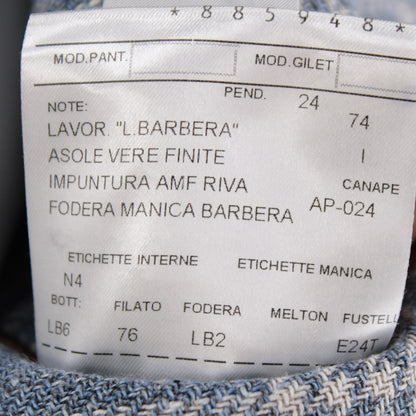 *885948*
MOD.PANT. MOD.GILET
PEND. 24 74
NOTE:
LAVOR. "L.BARBERA"
ASOLE VERE FINITE I
IMPUNTURA AMF RIVA CANAPE
FODERA MANICA BARBERA AP-024
ETICHETTE INTERNE ETICHETTE MANICA
N4
BOTT: FILATO FODERA MELTON FUSTELL
LB6 76 LB2 E24T